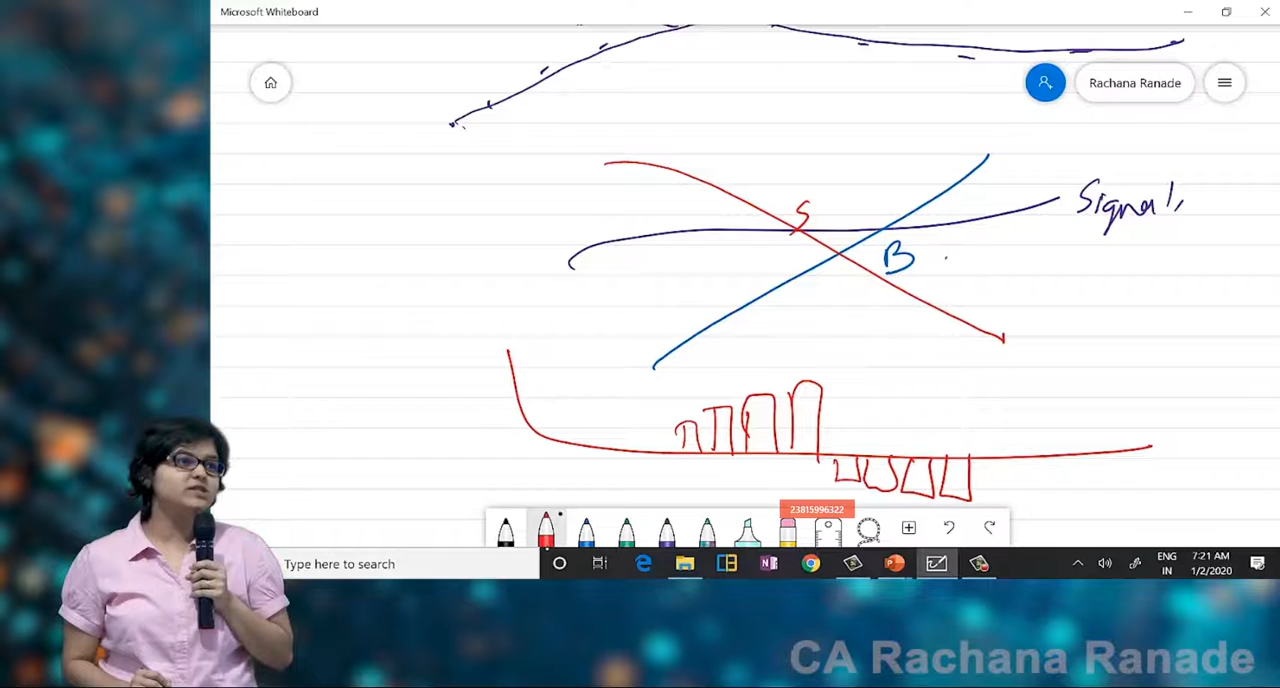 Microsoft Whiteboard
Rachana Ranade
Signal
S
B
23815996322
Type here to search
ENG
IN
7:21 AM
1/2/2020
CA Rachana Ranade